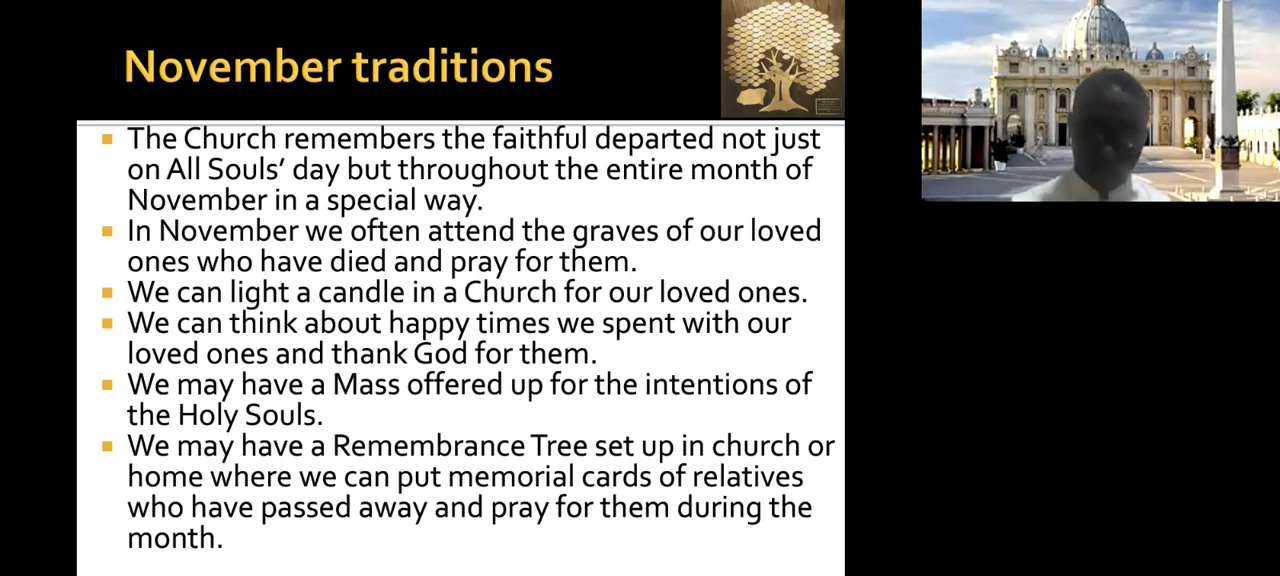 November traditions
The Church remembers the faithful departed not just
on All Souls’ day but throughout the entire month of
November in a special way.
In November we often attend the graves of our loved
ones who have died and pray for them.
We can light a candle in a Church for our loved ones.
We can think about happy times we spent with our
loved ones and thank God for them.
We may have a Mass offered up for the intentions of
the Holy Souls.
We may have a Remembrance Tree set up in church or
home where we can put memorial cards of relatives
who have passed away and pray for them during the
month.